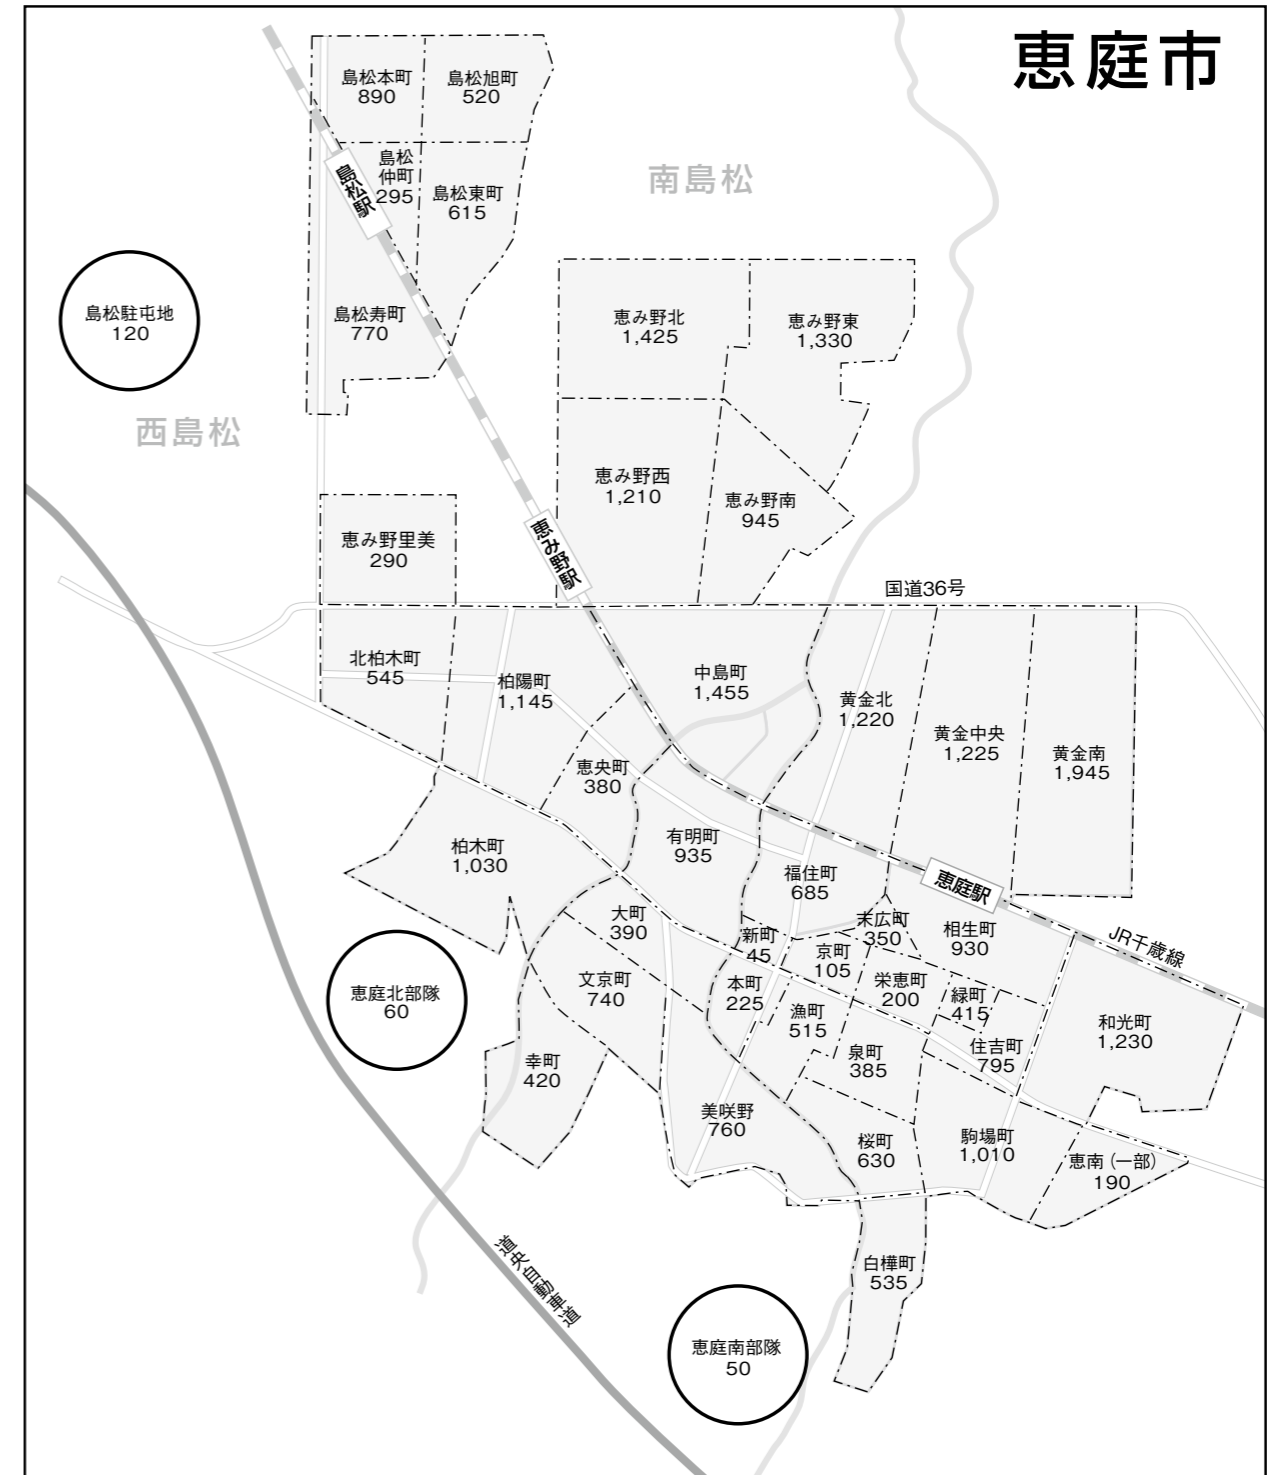 恵庭市
島松本町
890
島松旭町
520
島松
仲町
295
島松東町
615
島松駅
南島松
島松駐屯地
120
島松寿町
770
恵み野北
1,425
恵み野東
1,330
西島松
恵み野西
1,210
恵み野南
945
恵み野里美
290
恵み野駅
国道36号
北柏木町
545
柏陽町
1,145
中島町
1,455
黄金北
1,220
黄金中央
1,225
黄金南
1,945
恵央町
380
柏木町
1,030
有明町
935
福住町
685
恵庭駅
大町
390
新町
45
末広町
350
相生町
930
JR千歳線
京町
105
文京町
740
本町
225
栄恵町
200
緑町
415
恵庭北部隊
60
漁町
515
住吉町
795
和光町
1,230
幸町
420
泉町
385
美咲野
760
桜町
630
駒場町
1,010
恵南(一部)
190
白樺町
535
道央自動車道
恵庭南部隊
50